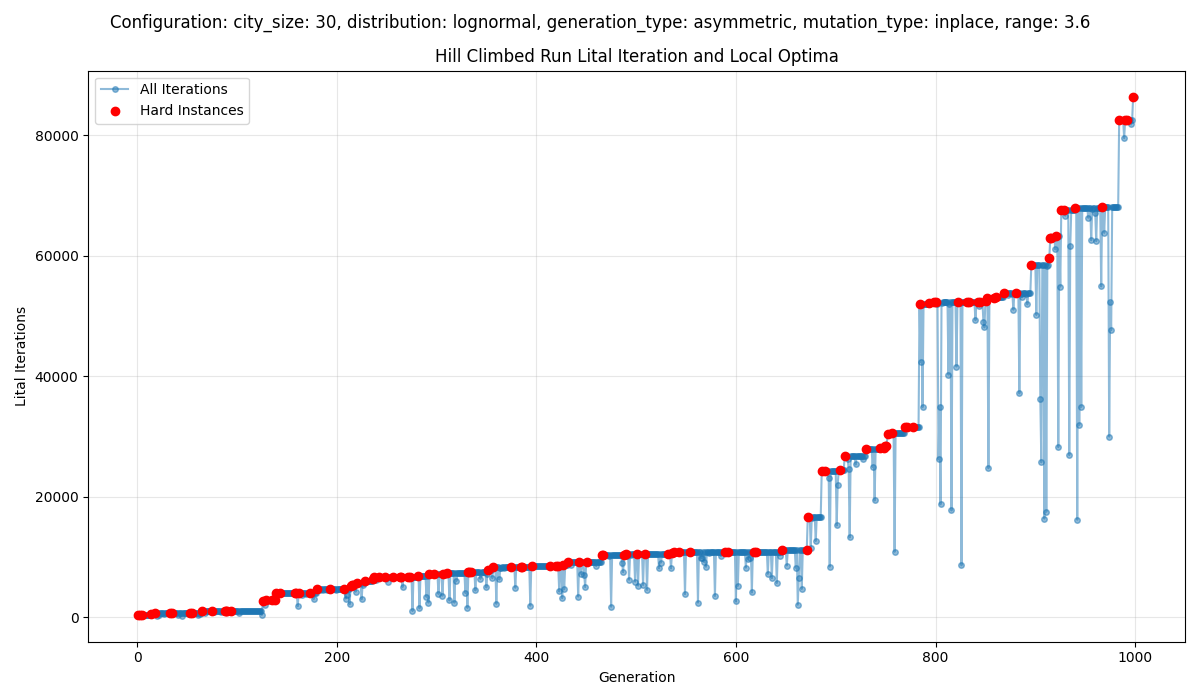 Configuration: city_size: 30, distribution: lognormal, generation_type: asymmetric, mutation_type: inplace, range: 3.6
Hill Climbed Run Lital Iteration and Local Optima
All Iterations
Hard Instances
Lital Iterations
80000
60000
40000
20000
0
0 200 400 600 800 1000
Generation